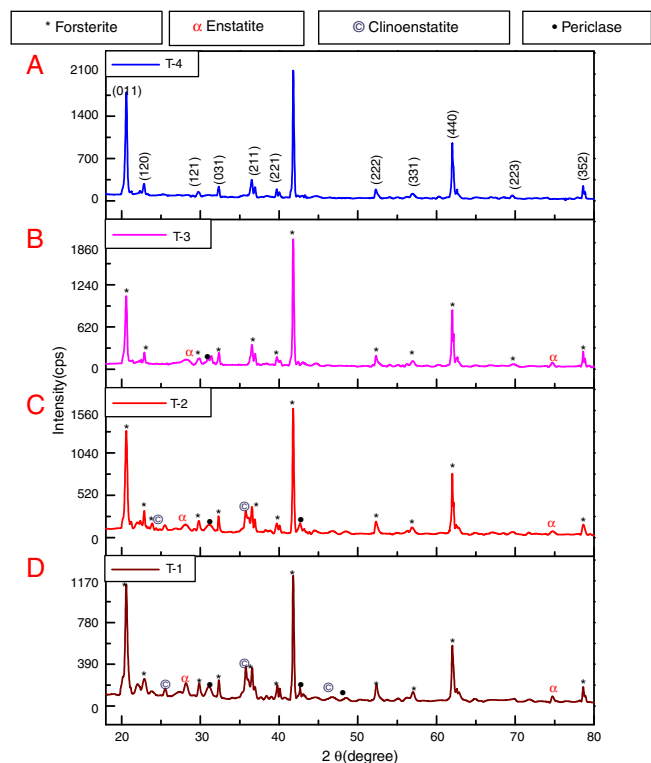 * Forsterite α Enstatite © Clinoenstatite • Periclase
A
T-4
2100
1400
700
0
(011)
(120)
(121)
(031)
(211)
(221)
(222)
(331)
(440)
(223)
(352)
B
T-3
1860
1240
620
0
* * α * • * * * * * * * * α *
C
T-2
1560
1040
520
0
* * * © α * • * © * * * • * * * α *
D
T-1
1170
780
390
0
* * © α * • * © * * * • © • * * * α *
Intensity(cps)
20 30 40 50 60 70 80
2 θ(degree)